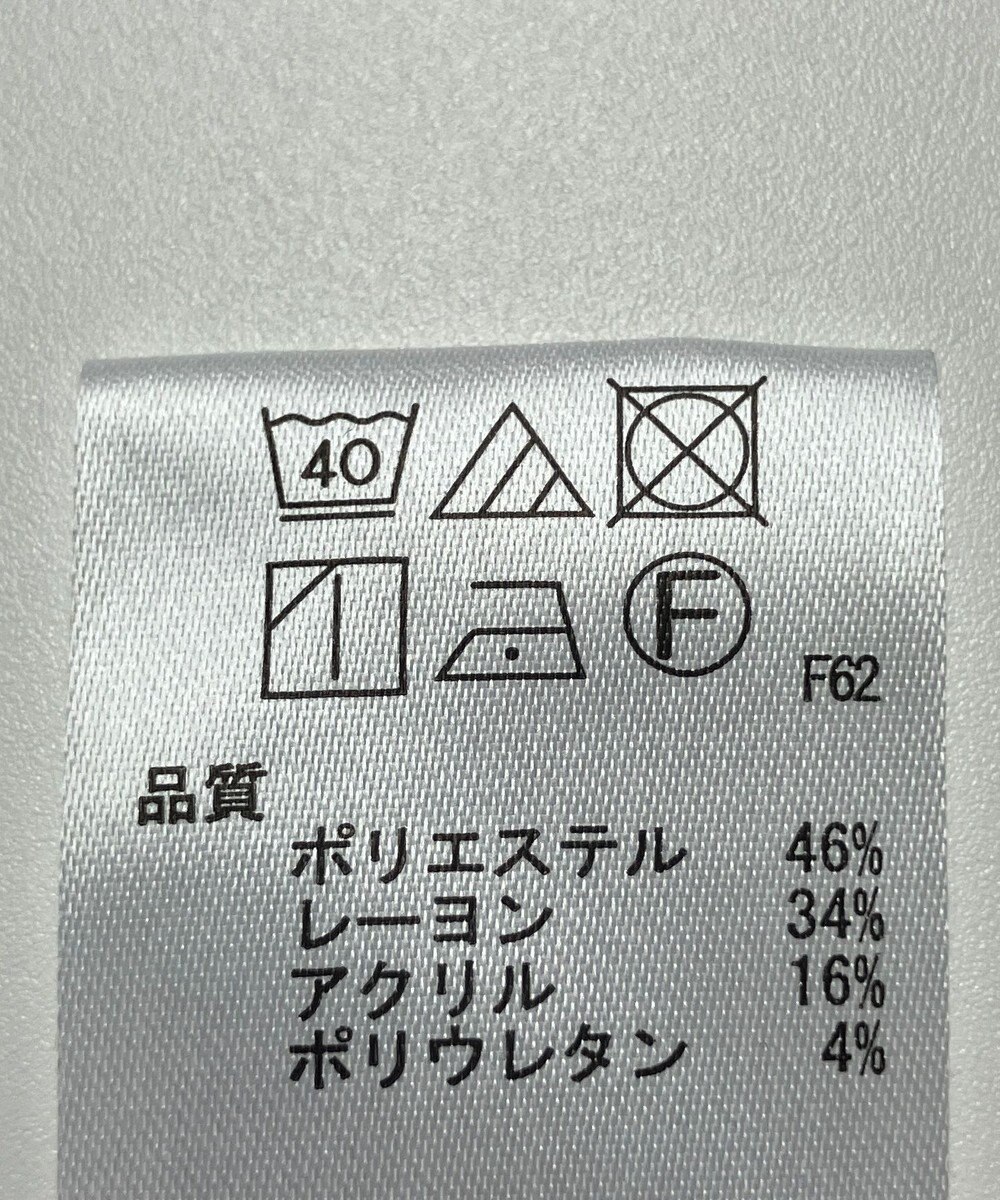 40
F
F62
品質
ポリエステル 46%
レーヨン 34%
アクリル 16%
ポリウレタン 4%